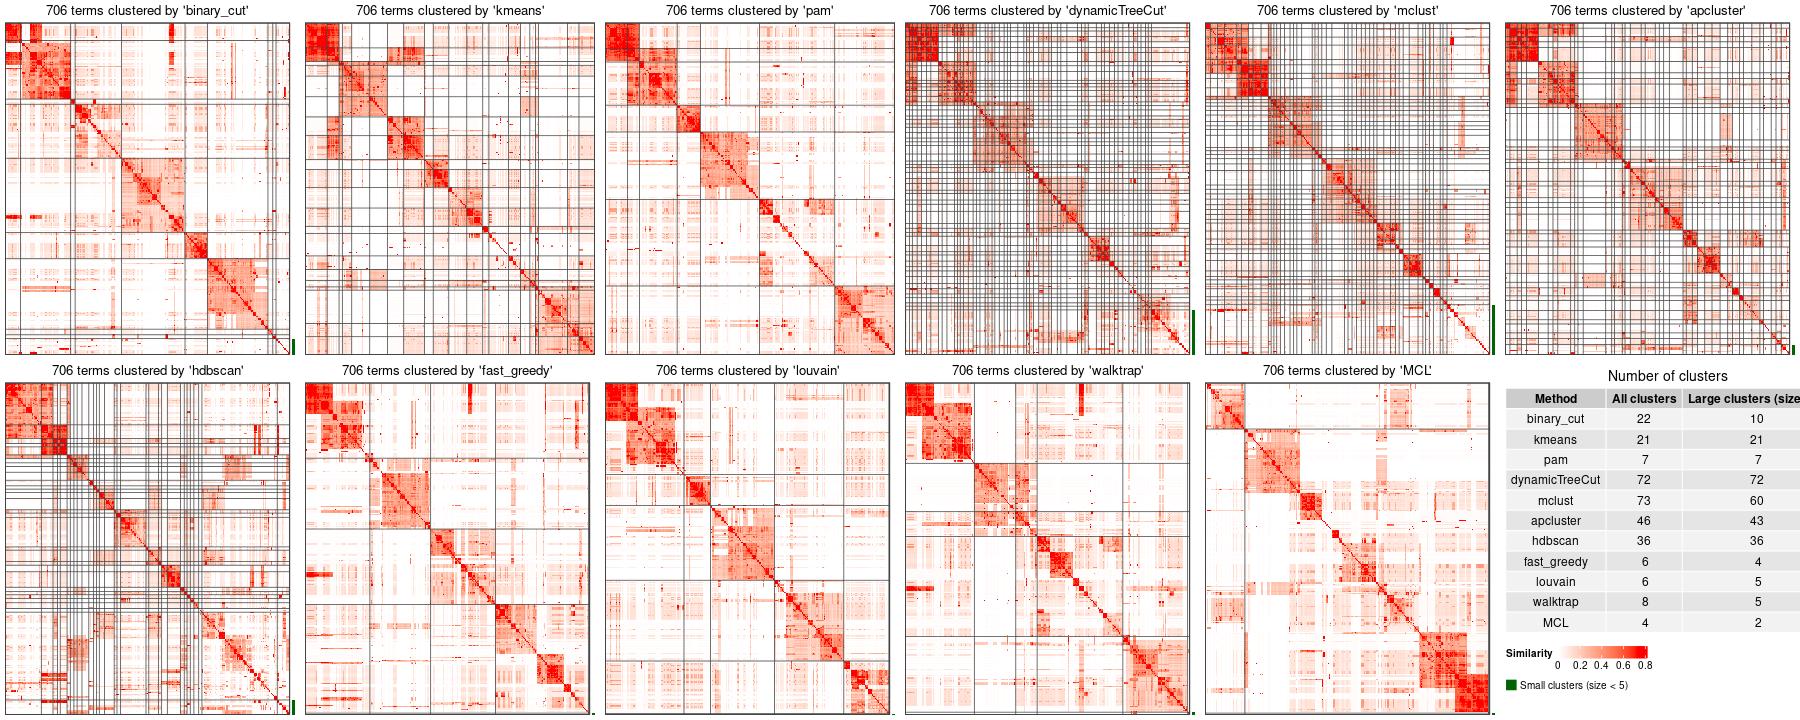 706 terms clustered by 'binary_cut'
706 terms clustered by 'kmeans'
706 terms clustered by 'pam'
706 terms clustered by 'dynamicTreeCut'
706 terms clustered by 'mclust'
706 terms clustered by 'apcluster'
706 terms clustered by 'hdbscan'
706 terms clustered by 'fast_greedy'
706 terms clustered by 'louvain'
706 terms clustered by 'walktrap'
706 terms clustered by 'MCL'
Number of clusters
Method All clusters Large clusters (size
binary_cut 22 10
kmeans 21 21
pam 7 7
dynamicTreeCut 72 72
mclust 73 60
apcluster 46 43
hdbscan 36 36
fast_greedy 6 4
louvain 6 5
walktrap 8 5
MCL 4 2
Similarity
0 0.2 0.4 0.6 0.8
Small clusters (size < 5)